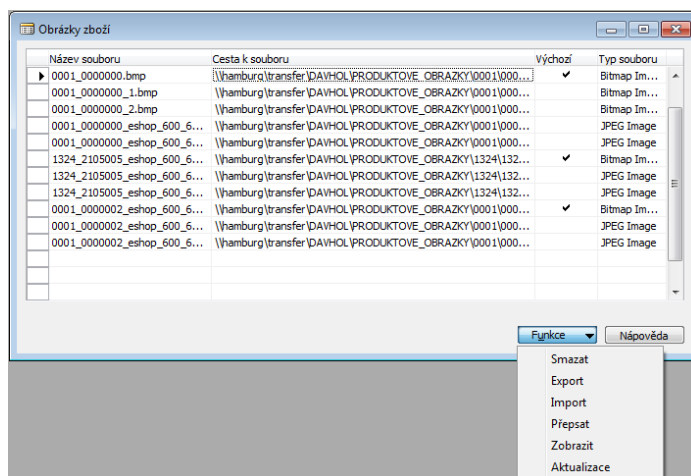 Obrázky zboží
Název souboru Cesta k souboru Výchozí Typ souboru
0001_0000000.bmp \\hamburg\transfer\DAVHOL\PRODUKTOVE_OBRAZKY\0001\000... Bitmap Im...
0001_0000000_1.bmp \\hamburg\transfer\DAVHOL\PRODUKTOVE_OBRAZKY\0001\000... Bitmap Im...
0001_0000000_2.bmp \\hamburg\transfer\DAVHOL\PRODUKTOVE_OBRAZKY\0001\000... Bitmap Im...
0001_0000000_eshop_600_6... \\hamburg\transfer\DAVHOL\PRODUKTOVE_OBRAZKY\0001\000... JPEG Image
0001_0000000_eshop_600_6... \\hamburg\transfer\DAVHOL\PRODUKTOVE_OBRAZKY\0001\000... JPEG Image
1324_2105005_eshop_600_6... \\hamburg\transfer\DAVHOL\PRODUKTOVE_OBRAZKY\1324\132... Bitmap Im...
1324_2105005_eshop_600_6... \\hamburg\transfer\DAVHOL\PRODUKTOVE_OBRAZKY\1324\132... JPEG Image
1324_2105005_eshop_600_6... \\hamburg\transfer\DAVHOL\PRODUKTOVE_OBRAZKY\1324\132... JPEG Image
0001_0000002_eshop_600_6... \\hamburg\transfer\DAVHOL\PRODUKTOVE_OBRAZKY\0001\000... Bitmap Im...
0001_0000002_eshop_600_6... \\hamburg\transfer\DAVHOL\PRODUKTOVE_OBRAZKY\0001\000... JPEG Image
0001_0000002_eshop_600_6... \\hamburg\transfer\DAVHOL\PRODUKTOVE_OBRAZKY\0001\000... JPEG Image
Funkce Nápověda
Smazat
Export
Import
Přepsat
Zobrazit
Aktualizace